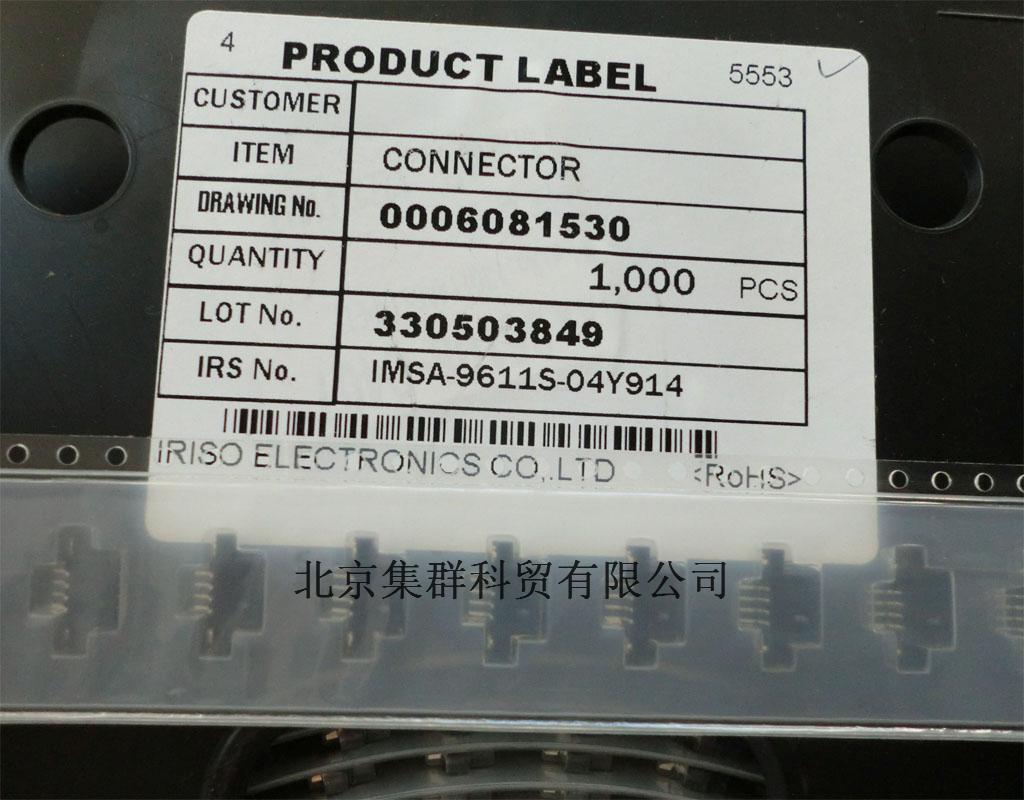 4 PRODUCT LABEL 5553
CUSTOMER
ITEM CONNECTOR
DRAWING No. 0006081530
QUANTITY 1,000 PCS
LOT No. 330503849
IRS No. IMSA-9611S-04Y914
IRISO ELECTRONICS CO,.LTD <RoHS>
北京集群科贸有限公司